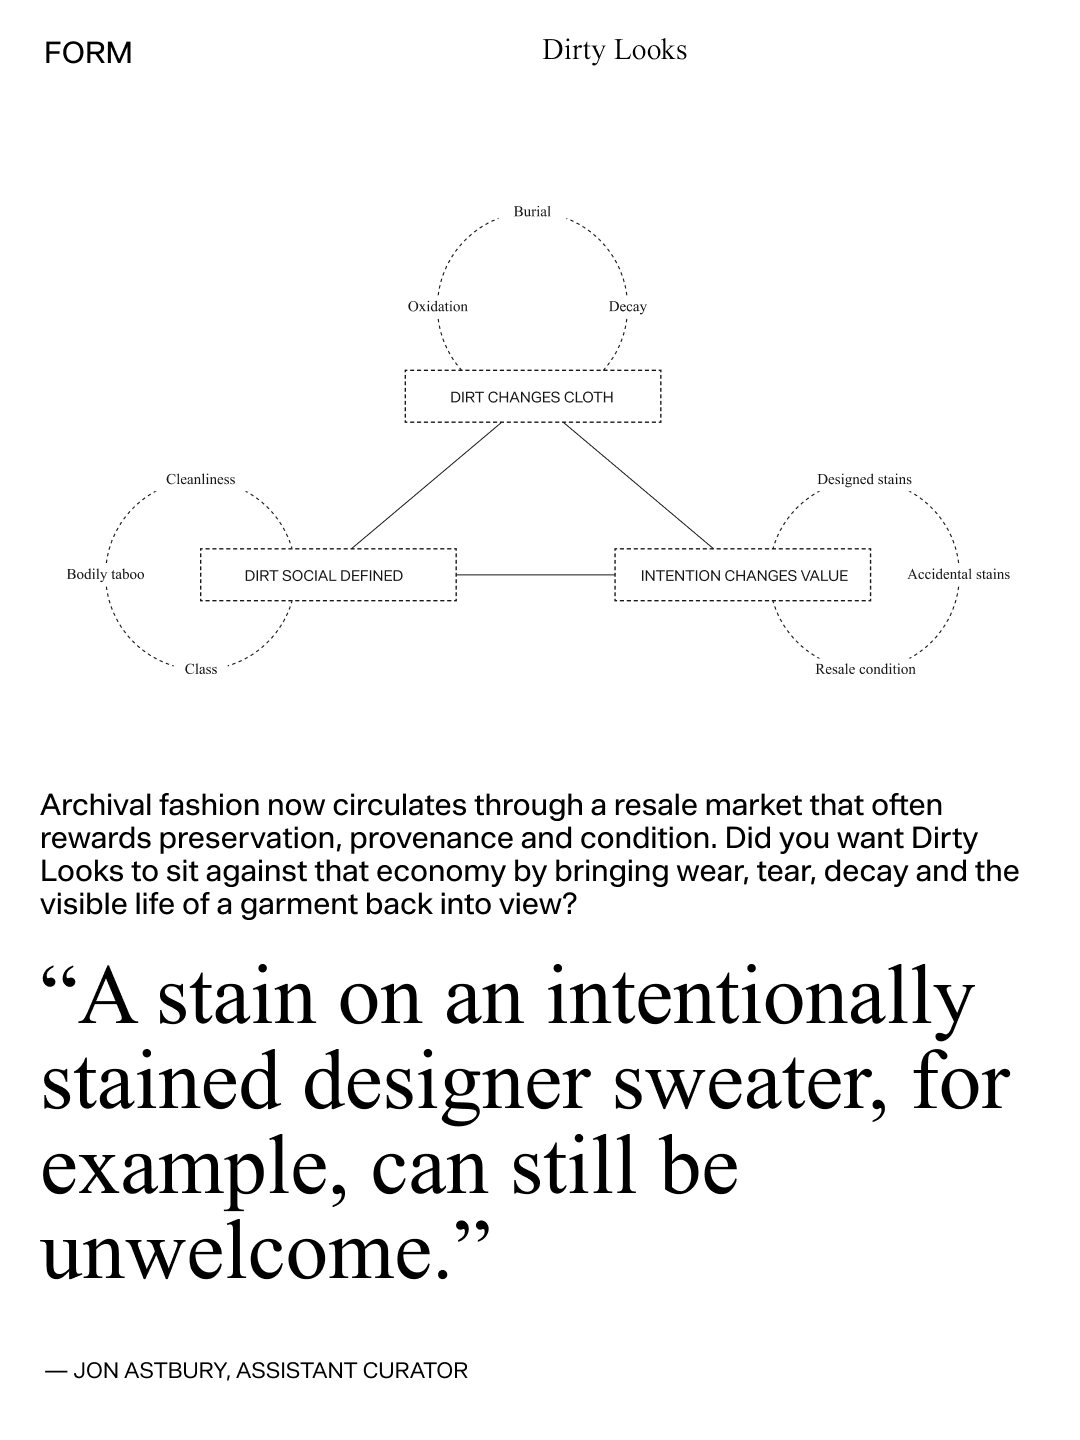 FORM
Dirty Looks
Burial
Oxidation
Decay
DIRT CHANGES CLOTH
Cleanliness
Designed stains
Bodily taboo
DIRT SOCIAL DEFINED
INTENTION CHANGES VALUE
Accidental stains
Class
Resale condition
Archival fashion now circulates through a resale market that often
rewards preservation, provenance and condition. Did you want Dirty
Looks to sit against that economy by bringing wear, tear, decay and the
visible life of a garment back into view?
“A stain on an intentionally
stained designer sweater, for
example, can still be
unwelcome.”
— JON ASTBURY, ASSISTANT CURATOR